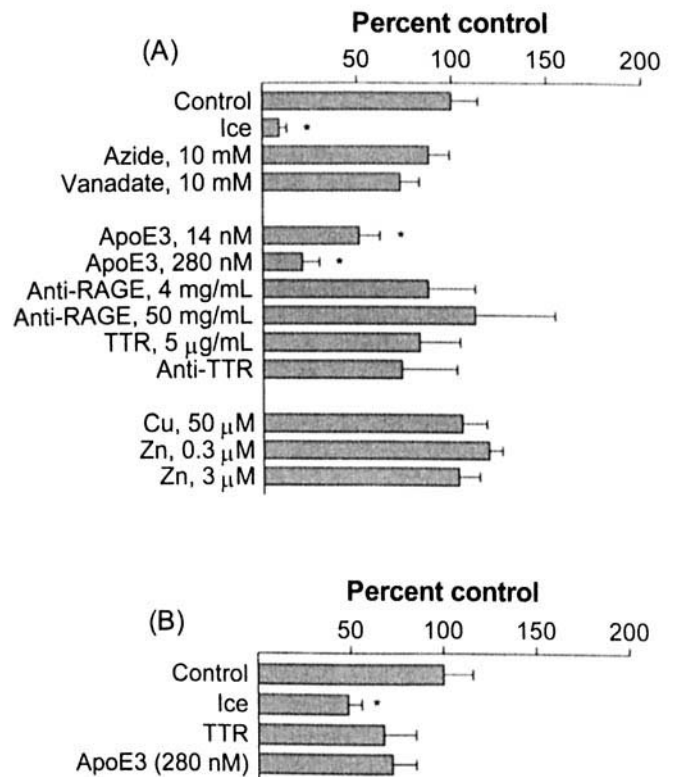 Percent control
(A)
50 100 150 200
Control
Ice *
Azide, 10 mM
Vanadate, 10 mM
ApoE3, 14 nM *
ApoE3, 280 nM *
Anti-RAGE, 4 mg/mL
Anti-RAGE, 50 mg/mL
TTR, 5 μg/mL
Anti-TTR
Cu, 50 μM
Zn, 0.3 μM
Zn, 3 μM
Percent control
(B)
50 100 150 200
Control
Ice *
TTR
ApoE3 (280 nM)